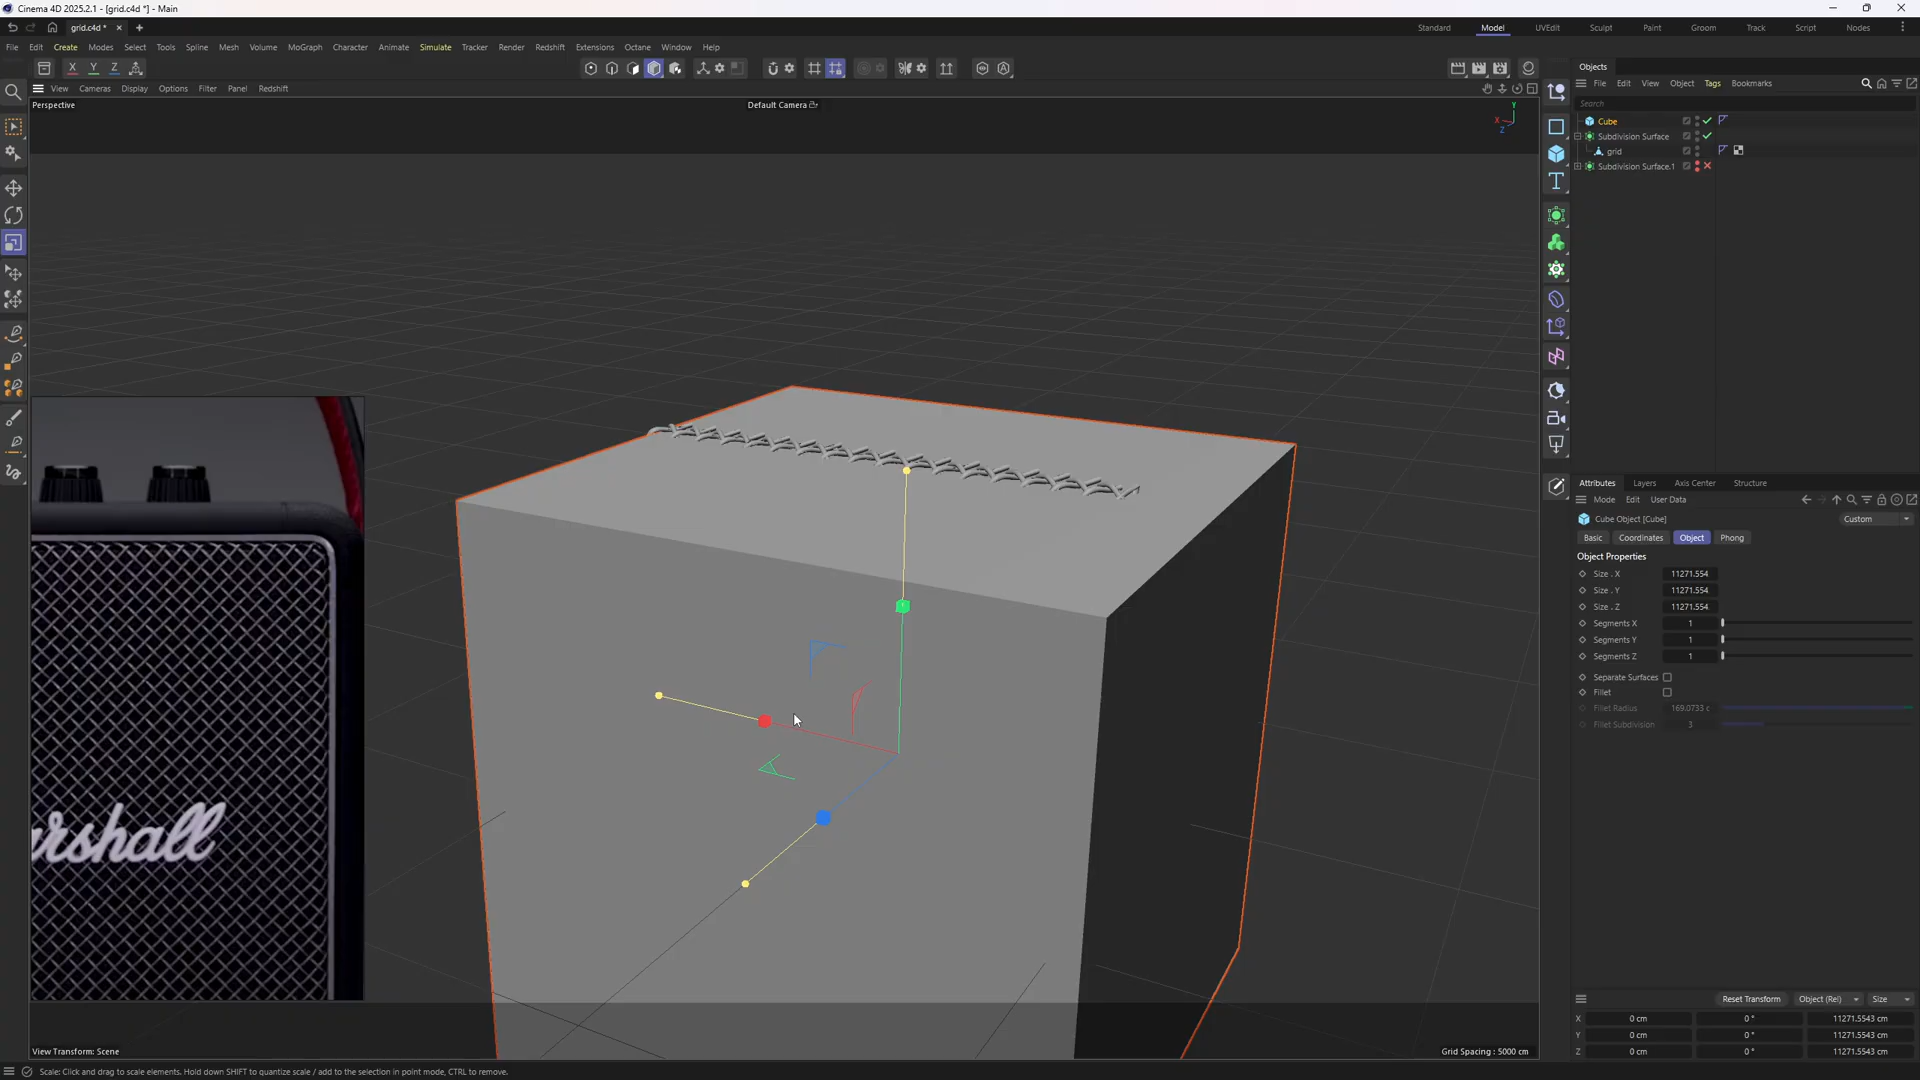 Cinema 4D 2025.2.1 - [grid.c4d *] - Main
grid.c4d *
Standard Model UVEdit Sculpt Paint Groom Track Script Nodes
File Edit Create Modes Select Tools Spline Mesh Volume MoGraph Character Animate Simulate Tracker Render Redshift Extensions Octane Window Help
X Y Z
View Cameras Display Options Filter Panel Redshift
Perspective
Default Camera
Y
X
Z
Objects
File Edit View Object Tags Bookmarks
Search
Cube
Subdivision Surface
grid
Subdivision Surface.1
Attributes Layers Axis Center Structure
Mode Edit User Data
Cube Object [Cube]
Custom
Basic Coordinates Object Phong
Object Properties
Size . X 11271.554
Size . Y 11271.554
Size . Z 11271.554
Segments X 1
Segments Y 1
Segments Z 1
Separate Surfaces
Fillet
Fillet Radius 169.0733 c
Fillet Subdivision 3
Reset Transform Object (Rel) Size
X 0 cm 0 ° 11271.5543 cm
Y 0 cm 0 ° 11271.5543 cm
Z 0 cm 0 ° 11271.5543 cm
arshall
View Transform: Scene
Grid Spacing : 5000 cm
Scale: Click and drag to scale elements. Hold down SHIFT to quantize scale / add to the selection in point mode, CTRL to remove.